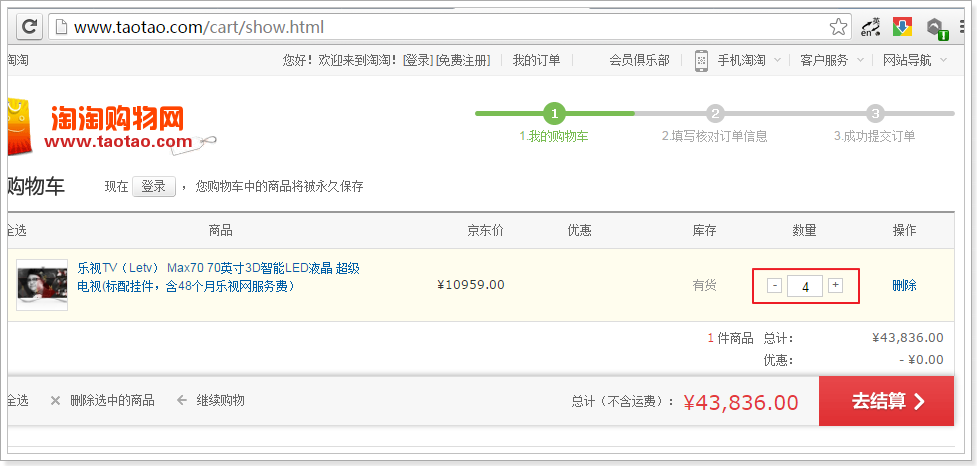 www.taotao.com/cart/show.html
英
en
1
淘淘
您好！欢迎来到淘淘！ [登录] [免费注册] 我的订单 会员俱乐部 手机淘淘 客户服务 网站导航
淘淘购物网
www.taotao.com
1 2 3
1.我的购物车 2.填写核对订单信息 3.成功提交订单
购物车 现在 登录 ，您购物车中的商品将被永久保存
全选 商品 京东价 优惠 库存 数量 操作
乐视TV（Letv） Max70 70英寸3D智能LED液晶 超级
电视(标配挂件，含48个月乐视网服务费）
¥10959.00 有货 - 4 + 删除
1 件商品 总计： ¥43,836.00
优惠： - ¥0.00
全选 删除选中的商品 继续购物 总计（不含运费）： ¥43,836.00 去结算